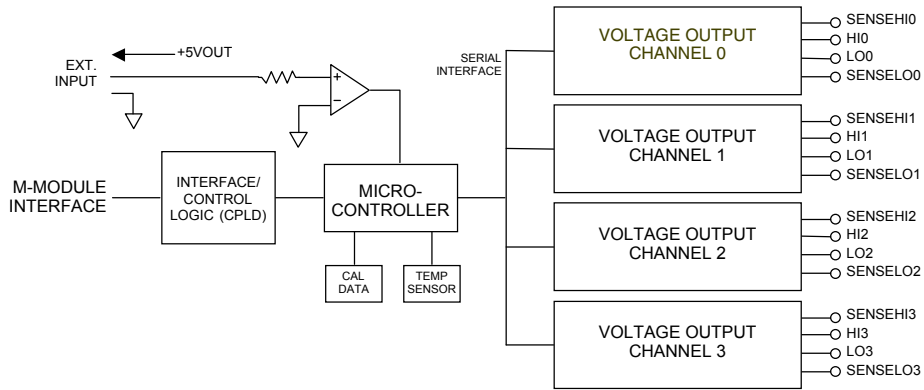 +5VOUT
EXT.
INPUT
+
−
M-MODULE
INTERFACE
INTERFACE/
CONTROL
LOGIC (CPLD)
MICRO-
CONTROLLER
CAL
DATA
TEMP
SENSOR
SERIAL
INTERFACE
VOLTAGE OUTPUT
CHANNEL 0
SENSEHI0
HI0
LO0
SENSELO0
VOLTAGE OUTPUT
CHANNEL 1
SENSEHI1
HI1
LO1
SENSELO1
VOLTAGE OUTPUT
CHANNEL 2
SENSEHI2
HI2
LO2
SENSELO2
VOLTAGE OUTPUT
CHANNEL 3
SENSEHI3
HI3
LO3
SENSELO3